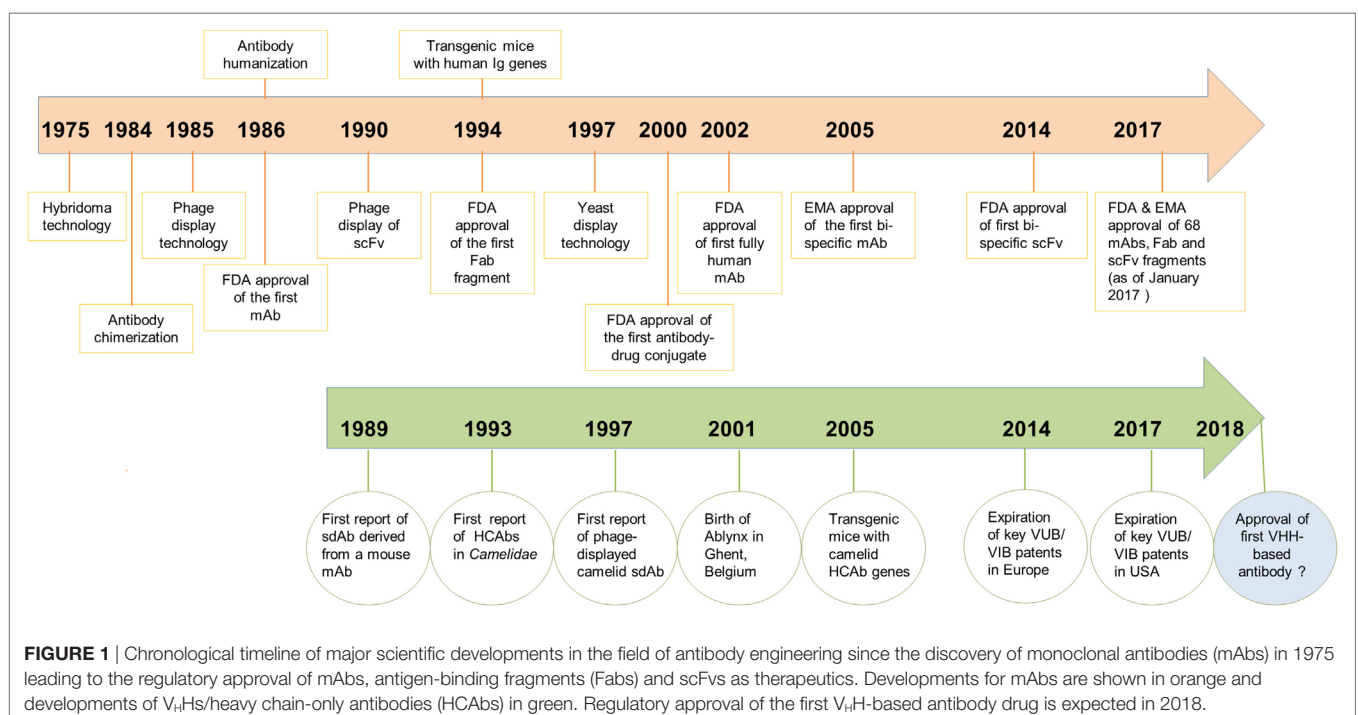 Antibody
humanization
Transgenic mice
with human Ig genes
1975 1984 1985 1986 1990 1994 1997 2000 2002 2005 2014 2017
Hybridoma
technology
Antibody
chimerization
Phage
display
technology
FDA approval
of the first
mAb
Phage
display of
scFv
FDA
approval
of the first
Fab
fragment
Yeast
display
technology
FDA approval of
the first antibody-
drug conjugate
FDA
approval
of first fully
human
mAb
EMA approval
of the first bi-
specific mAb
FDA approval
of first bi-
specific scFv
FDA & EMA
approval of 68
mAbs, Fab and
scFv fragments
(as of January
2017 )
1989 1993 1997 2001 2005 2014 2017 2018
First report of
sdAb derived
from a mouse
mAb
First report
of HCAbs
in Camelidae
First report
of phage-
displayed
camelid sdAb
Birth of
Ablynx in
Ghent,
Belgium
Transgenic
mice with
camelid
HCAb genes
Expiration
of key VUB/
VIB patents
in Europe
Expiration
of key VUB/
VIB patents
in USA
Approval of
first VHH-
based
antibody ?
FIGURE 1 | Chronological timeline of major scientific developments in the field of antibody engineering since the discovery of monoclonal antibodies (mAbs) in 1975
leading to the regulatory approval of mAbs, antigen-binding fragments (Fabs) and scFvs as therapeutics. Developments for mAbs are shown in orange and
developments of VHHs/heavy chain-only antibodies (HCAbs) in green. Regulatory approval of the first VHH-based antibody drug is expected in 2018.